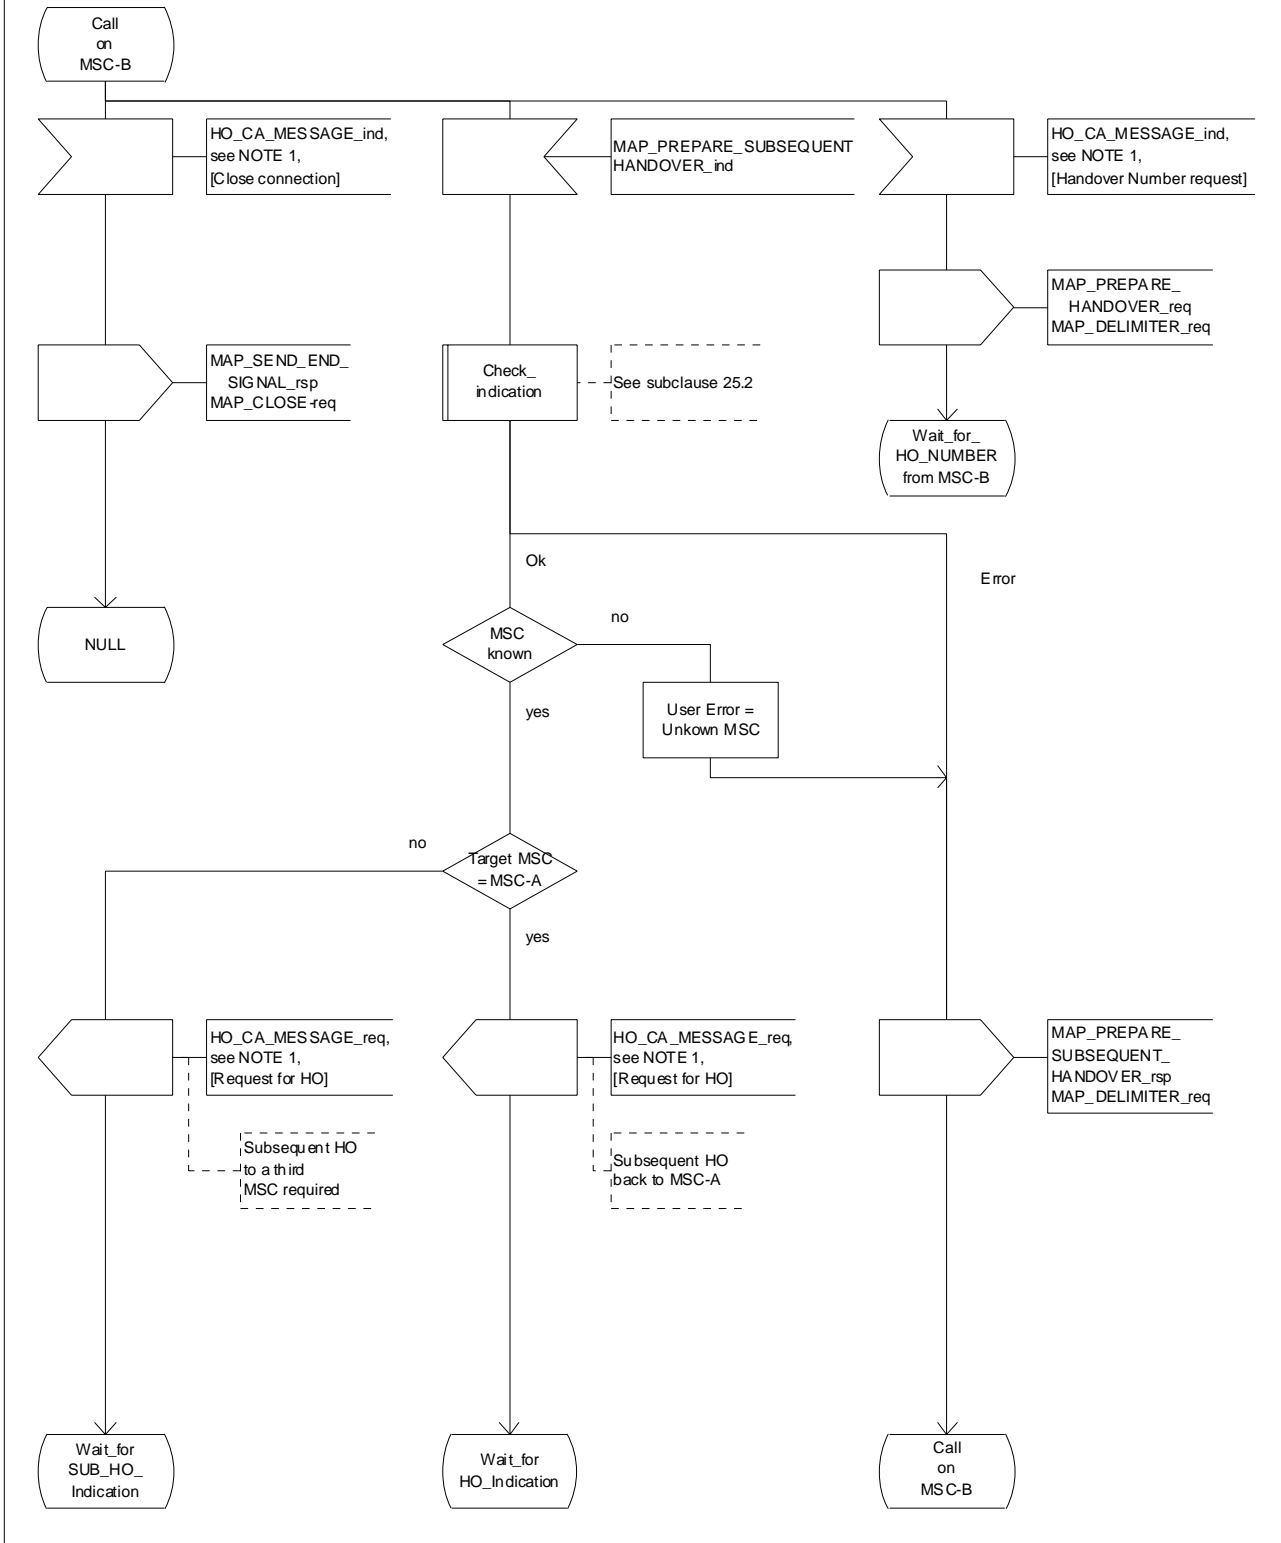 Call
on
MSC-B
HO_CA_MESSAGE_ind,
see NOTE 1,
[Close connection]
MAP_PREPARE_SUBSEQUENT
HANDOVER_ind
HO_CA_MESSAGE_ind,
see NOTE 1,
[Handover Number request]
MAP_PREPARE_
HANDOVER_req
MAP_DELIMITER_req
MAP_SEND_END_
SIGNAL_rsp
MAP_CLOSE-req
Check_
indication
See subclause 25.2
Wait_for_
HO_NUMBER
from MSC-B
Ok
Error
NULL
MSC
known
no
yes
User Error =
Unkown MSC
no
Target MSC
= MSC-A
yes
HO_CA_MESSAGE_req,
see NOTE 1,
[Request for HO]
HO_CA_MESSAGE_req,
see NOTE 1,
[Request for HO]
MAP_PREPARE_
SUBSEQUENT_
HANDOVER_rsp
MAP_DELIMITER_req
Subsequent HO
to a third
MSC required
Subsequent HO
back to MSC-A
Wait_for
SUB_HO_
Indication
Wait_for
HO_Indication
Call
on
MSC-B